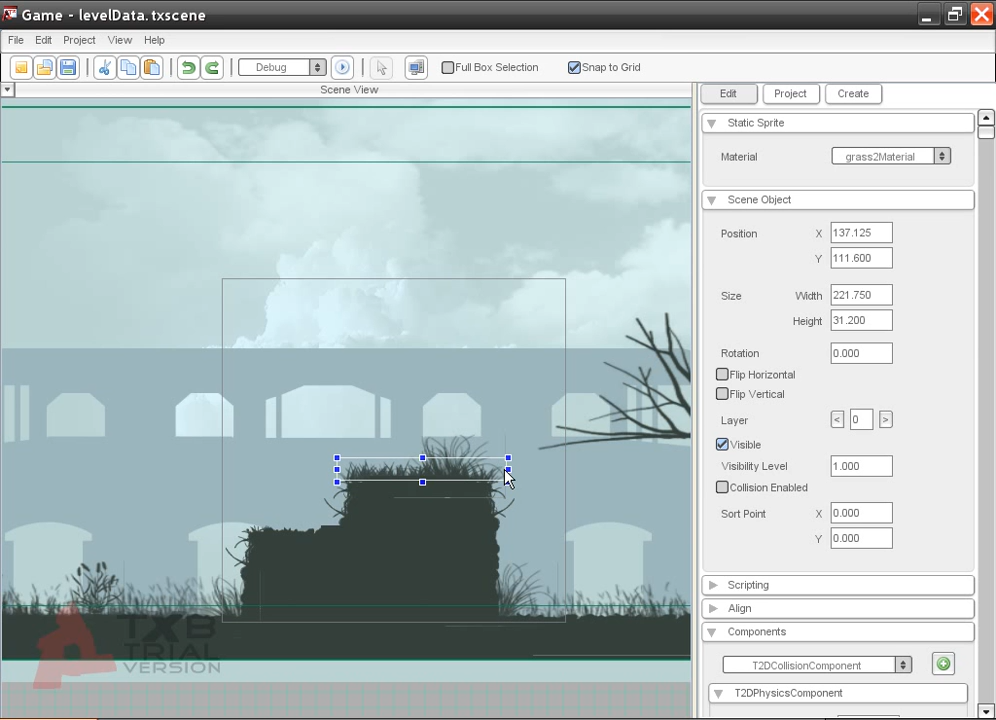 Game - levelData.txscene
File Edit Project View Help
Debug Full Box Selection Snap to Grid
Scene View
Edit Project Create
Static Sprite
Material grass2Material
Scene Object
Position X 137.125
Y 111.600
Size Width 221.750
Height 31.200
Rotation 0.000
Flip Horizontal
Flip Vertical
Layer < 0 >
Visible
Visibility Level 1.000
Collision Enabled
Sort Point X 0.000
Y 0.000
Scripting
Align
Components
T2DCollisionComponent
T2DPhysicsComponent
TXB
TRIAL
VERSION